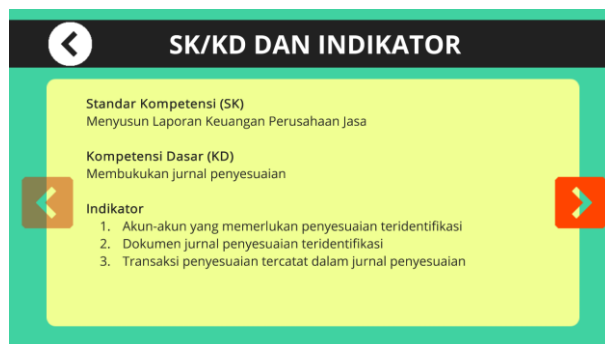 SK/KD DAN INDIKATOR
Standar Kompetensi (SK)
Menyusun Laporan Keuangan Perusahaan Jasa
Kompetensi Dasar (KD)
Membukukan jurnal penyesuaian
Indikator
1. Akun-akun yang memerlukan penyesuaian teridentifikasi
2. Dokumen jurnal penyesuaian teridentifikasi
3. Transaksi penyesuaian tercatat dalam jurnal penyesuaian